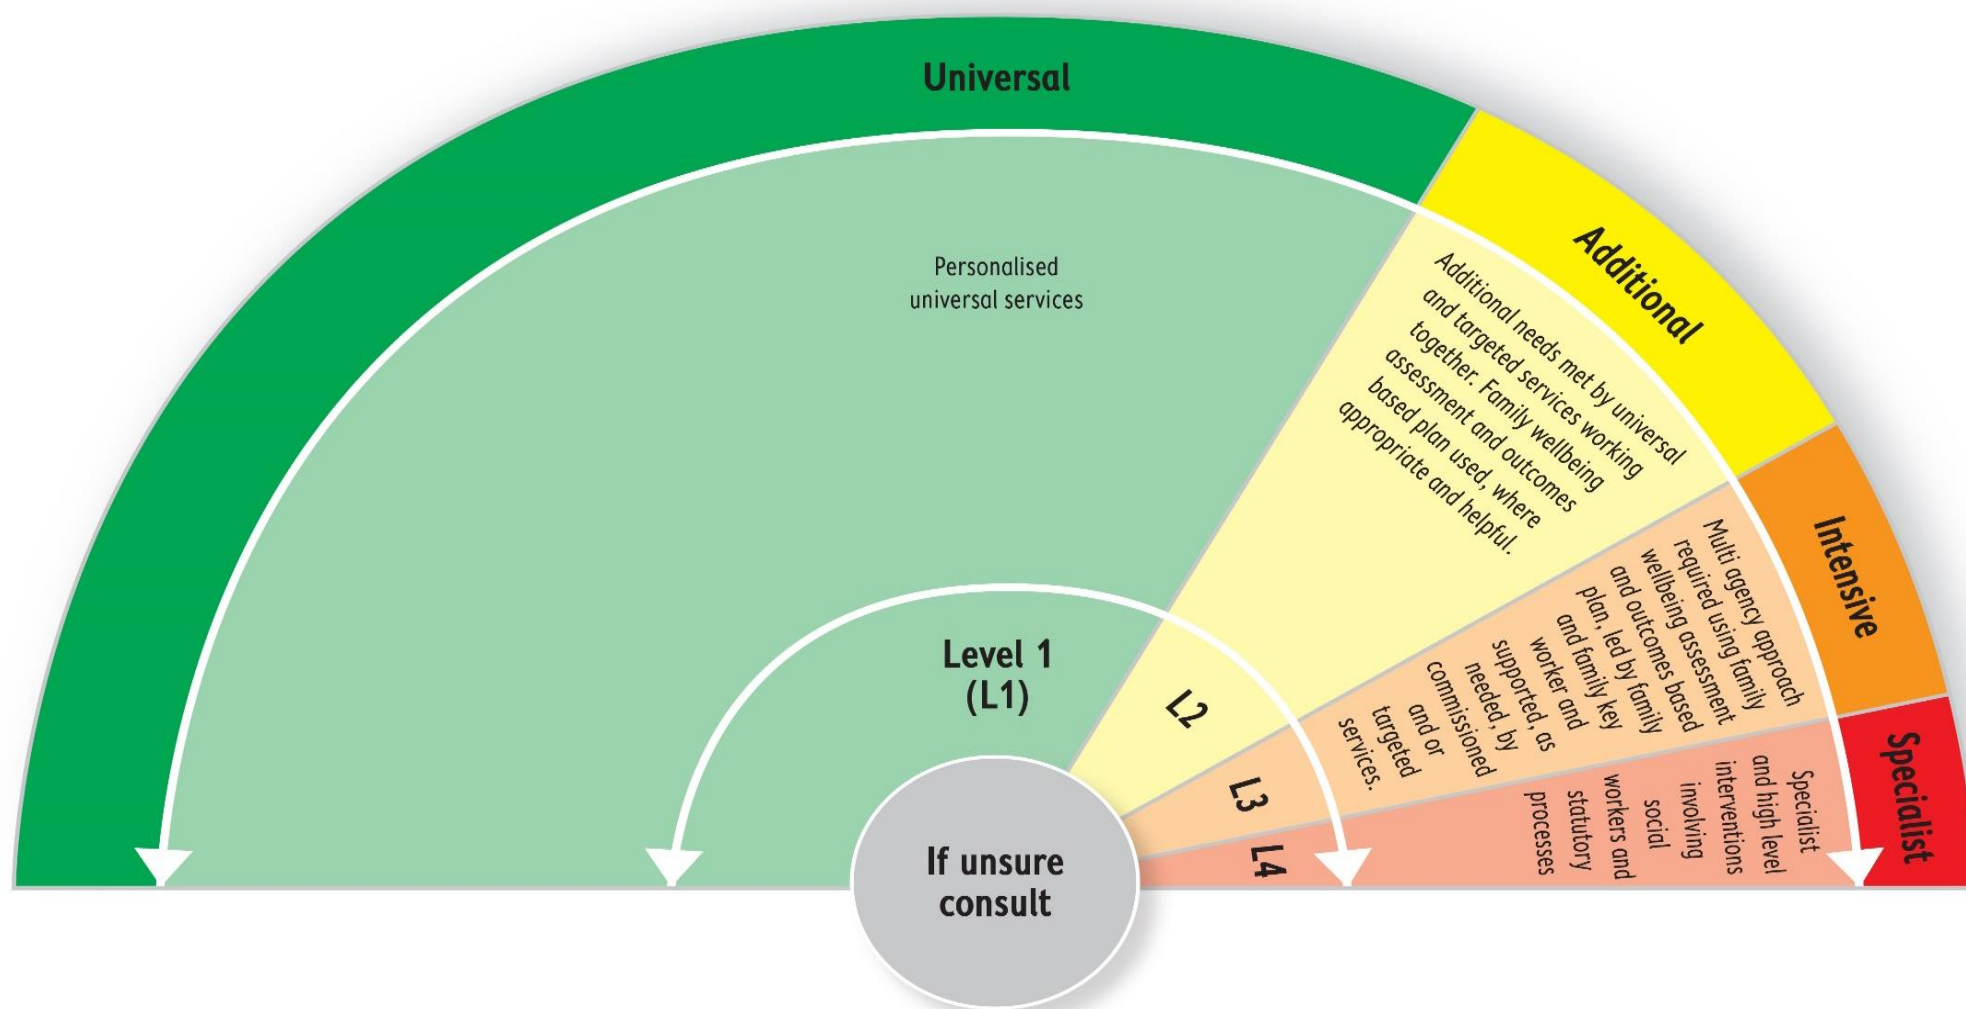 Universal
Personalised
universal services
Level 1
(L1)
Additional
Additional needs met by universal
and targeted services working
together. Family wellbeing
assessment and outcomes
based plan used, where
appropriate and helpful.
L2
Intensive
Multi agency approach
required using family
wellbeing assessment
and outcomes based
plan, led by family
and family key
worker and
supported, as
needed, by
commissioned
and or
targeted
services.
L3
Specialist
Specialist
and high level
interventions
involving
social
workers and
statutory
processes
L4
If unsure
consult